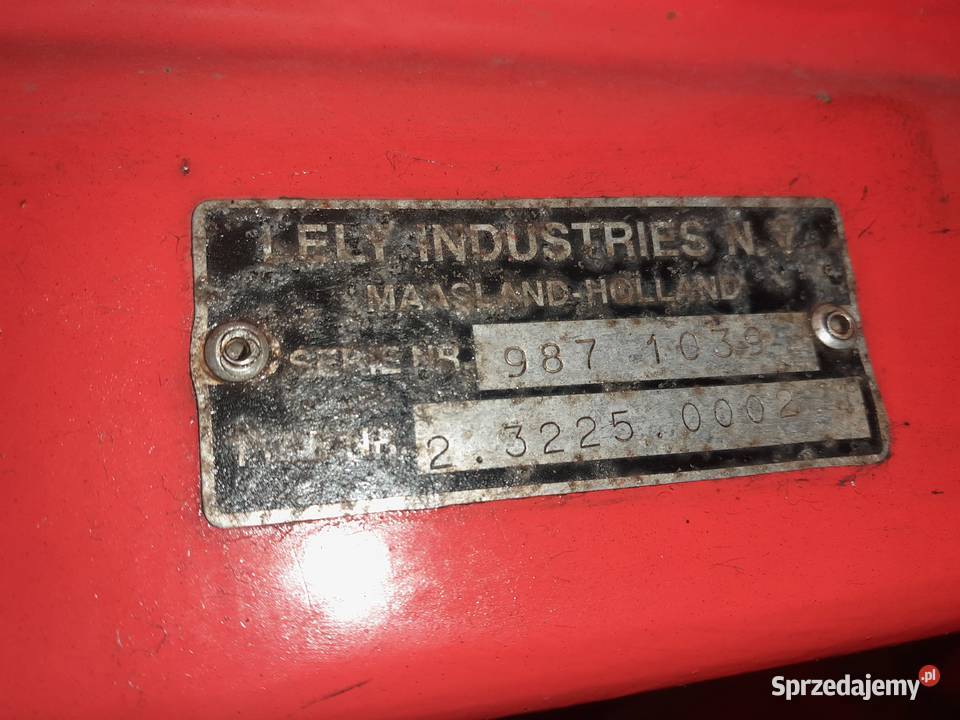 LELY INDUSTRIES N.V.
MAASLAND-HOLLAND
SERIE NR. 987 1039
2.3225.0002
Sprzedajemy.pl